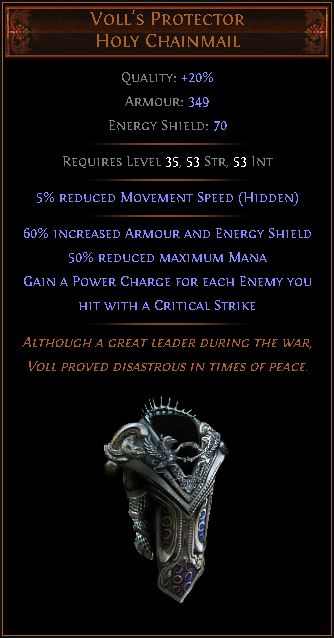 Voll's Protector
Holy Chainmail
Quality: +20%
Armour: 349
Energy Shield: 70
Requires Level 35, 53 Str, 53 Int
5% reduced Movement Speed (Hidden)
60% increased Armour and Energy Shield
50% reduced maximum Mana
Gain a Power Charge for each Enemy you
hit with a Critical Strike
Although a great leader during the war,
Voll proved disastrous in times of peace.